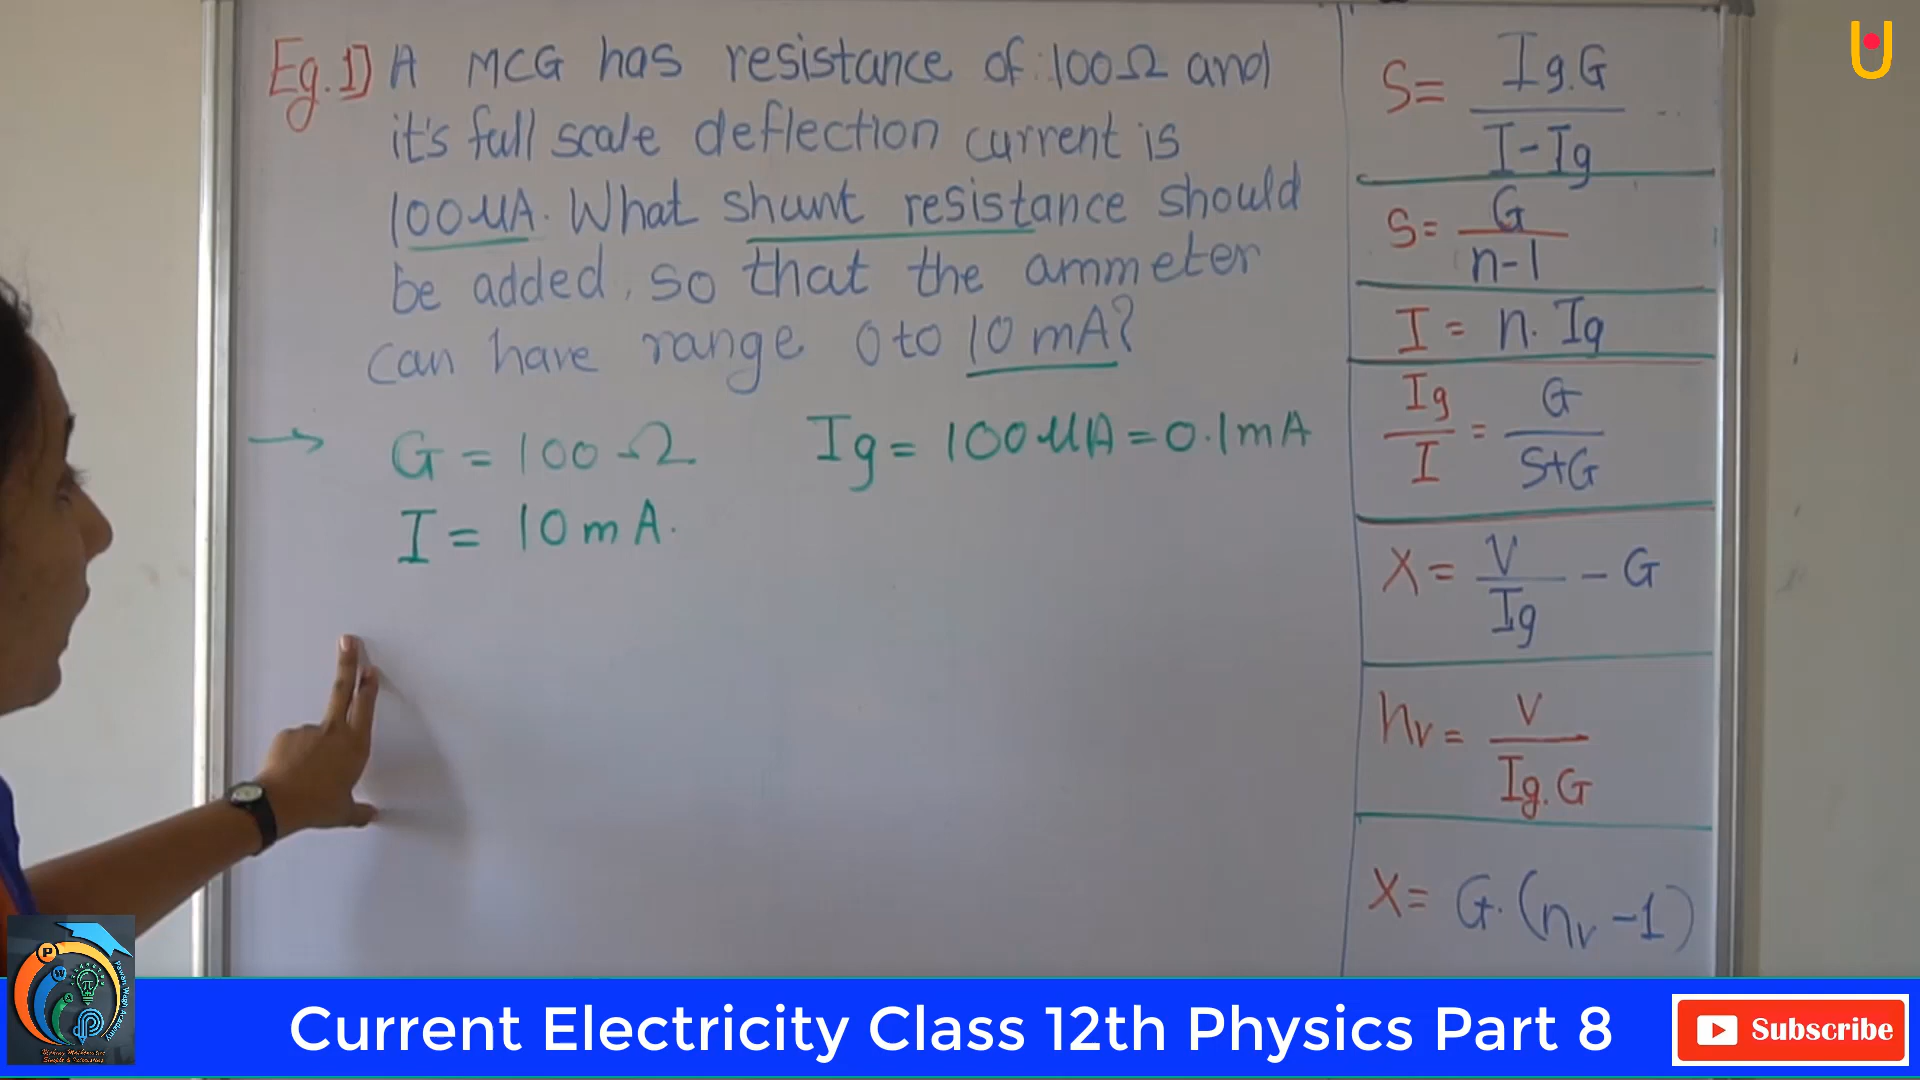 Eg.1) A MCG has resistance of 100Ω and
it's full scale deflection current is
100μA. What shunt resistance should
be added, so that the ammeter
can have range 0 to 10 mA?
→ G = 100Ω Ig = 100μA = 0.1mA
I = 10mA.
S = Ig.G / I-Ig
S = G / n-1
I = n. Ig
Ig / I = G / S+G
X = V / Ig - G
nv = V / Ig.G
X = G. (nv - 1)
Current Electricity Class 12th Physics Part 8
Subscribe